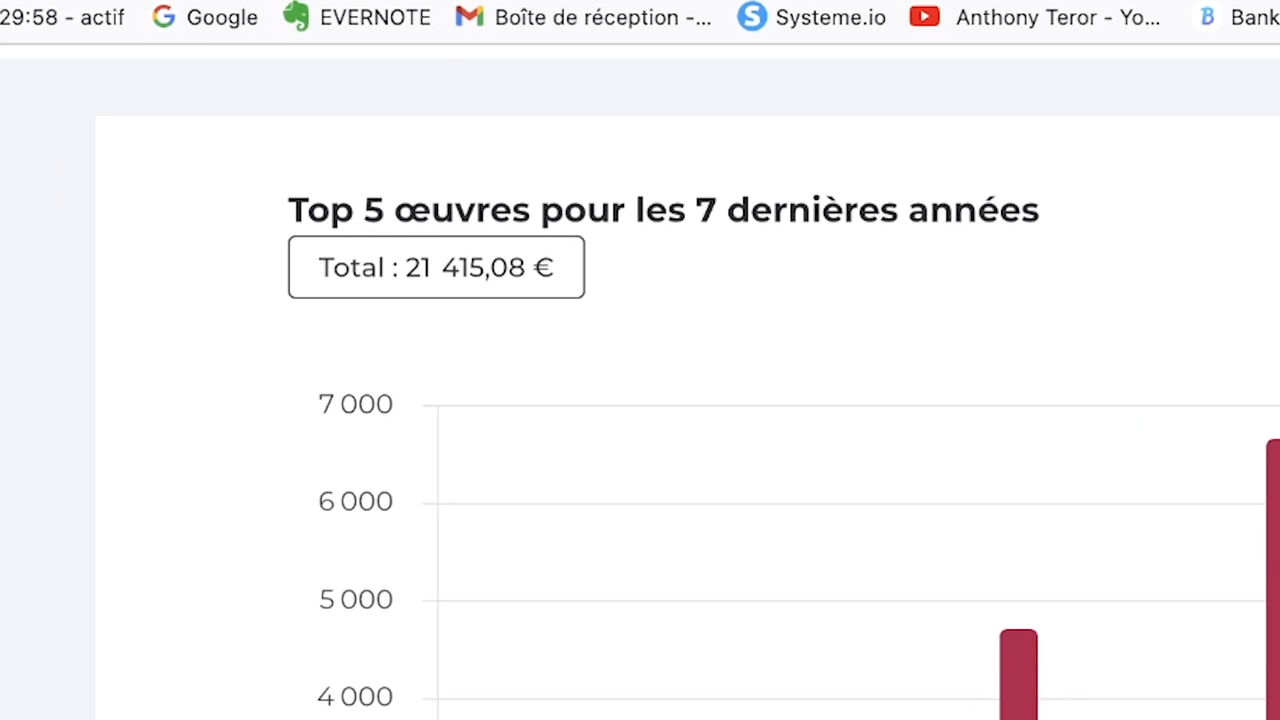 29:58 - actif Google EVERNOTE Boîte de réception -... Systeme.io Anthony Teror - Yo... Bank
Top 5 œuvres pour les 7 dernières années
Total : 21 415,08 €
7 000
6 000
5 000
4 000